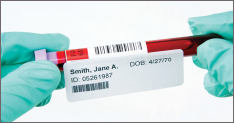 Smith, Jane A.
DOB: 4/27/70
ID: 05261987